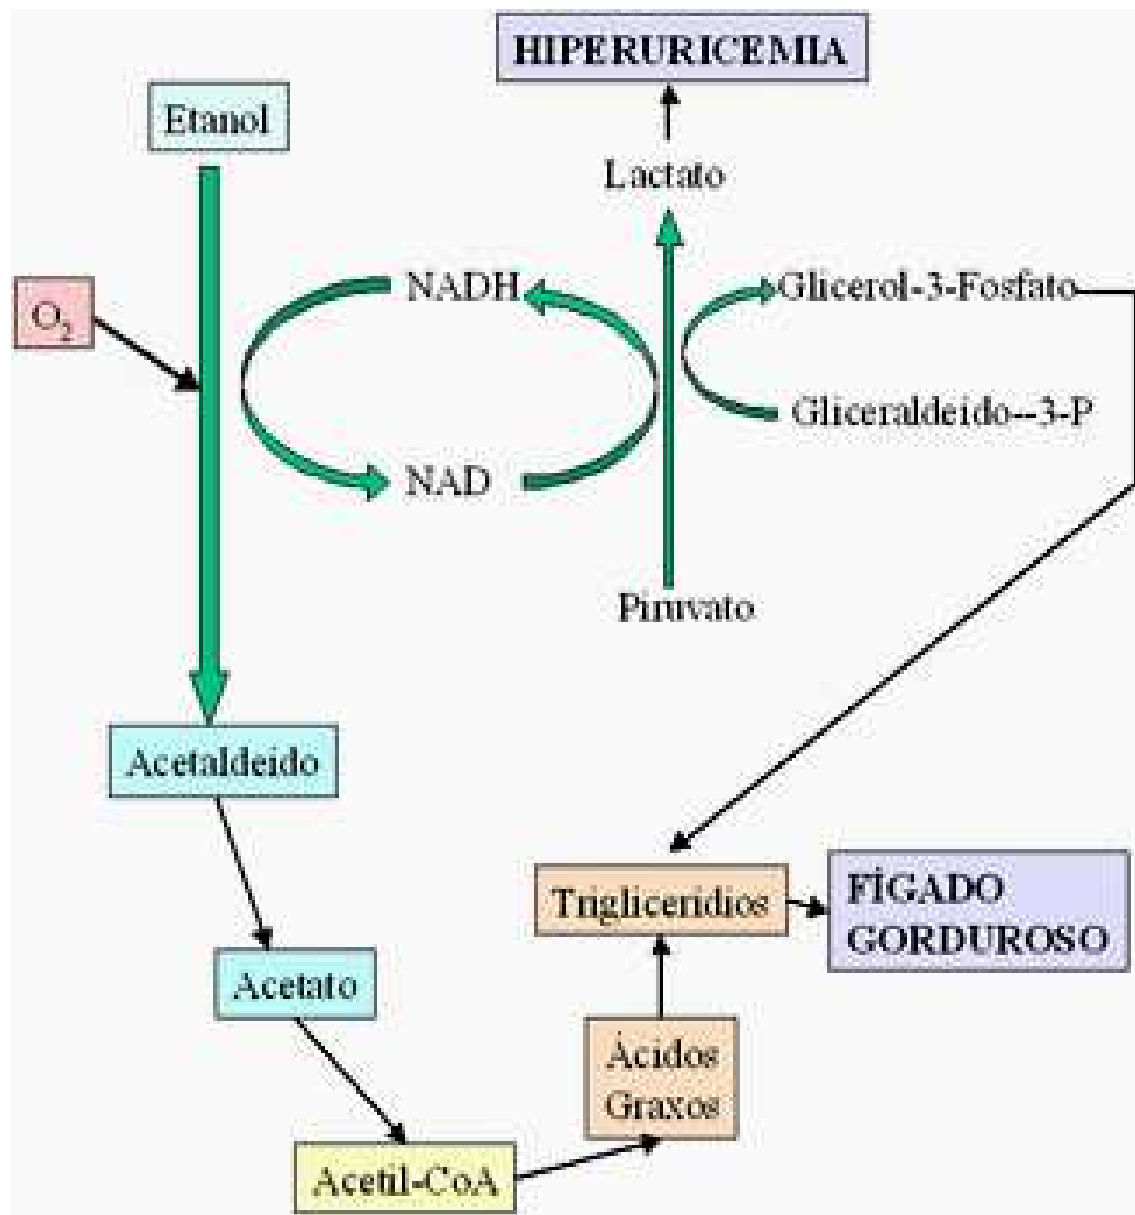 HIPERURICEMIA
Etanol
Lactato
NADH
Glicerol-3-Fosfato
O₂
Gliceraldeido--3-P
NAD
Piruvato
Acetaldeido
Trigliceridios
FÍGADO
GORDUROSO
Acetato
Ácidos
Graxos
Acetil-CoA